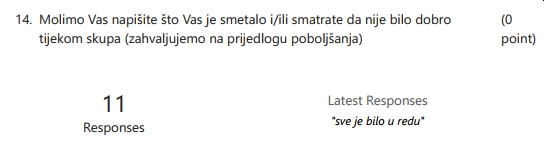 14. Molimo Vas napišite što Vas je smetalo i/ili smatrate da nije bilo dobro (0
tijekom skupa (zahvaljujemo na prijedlogu poboljšanja) point)
11
Responses
Latest Responses
"sve je bilo u redu"